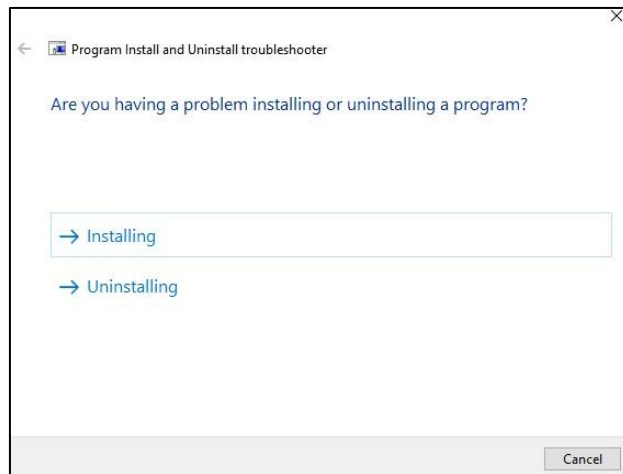 Program Install and Uninstall troubleshooter
Are you having a problem installing or uninstalling a program?
Installing
Uninstalling
Cancel